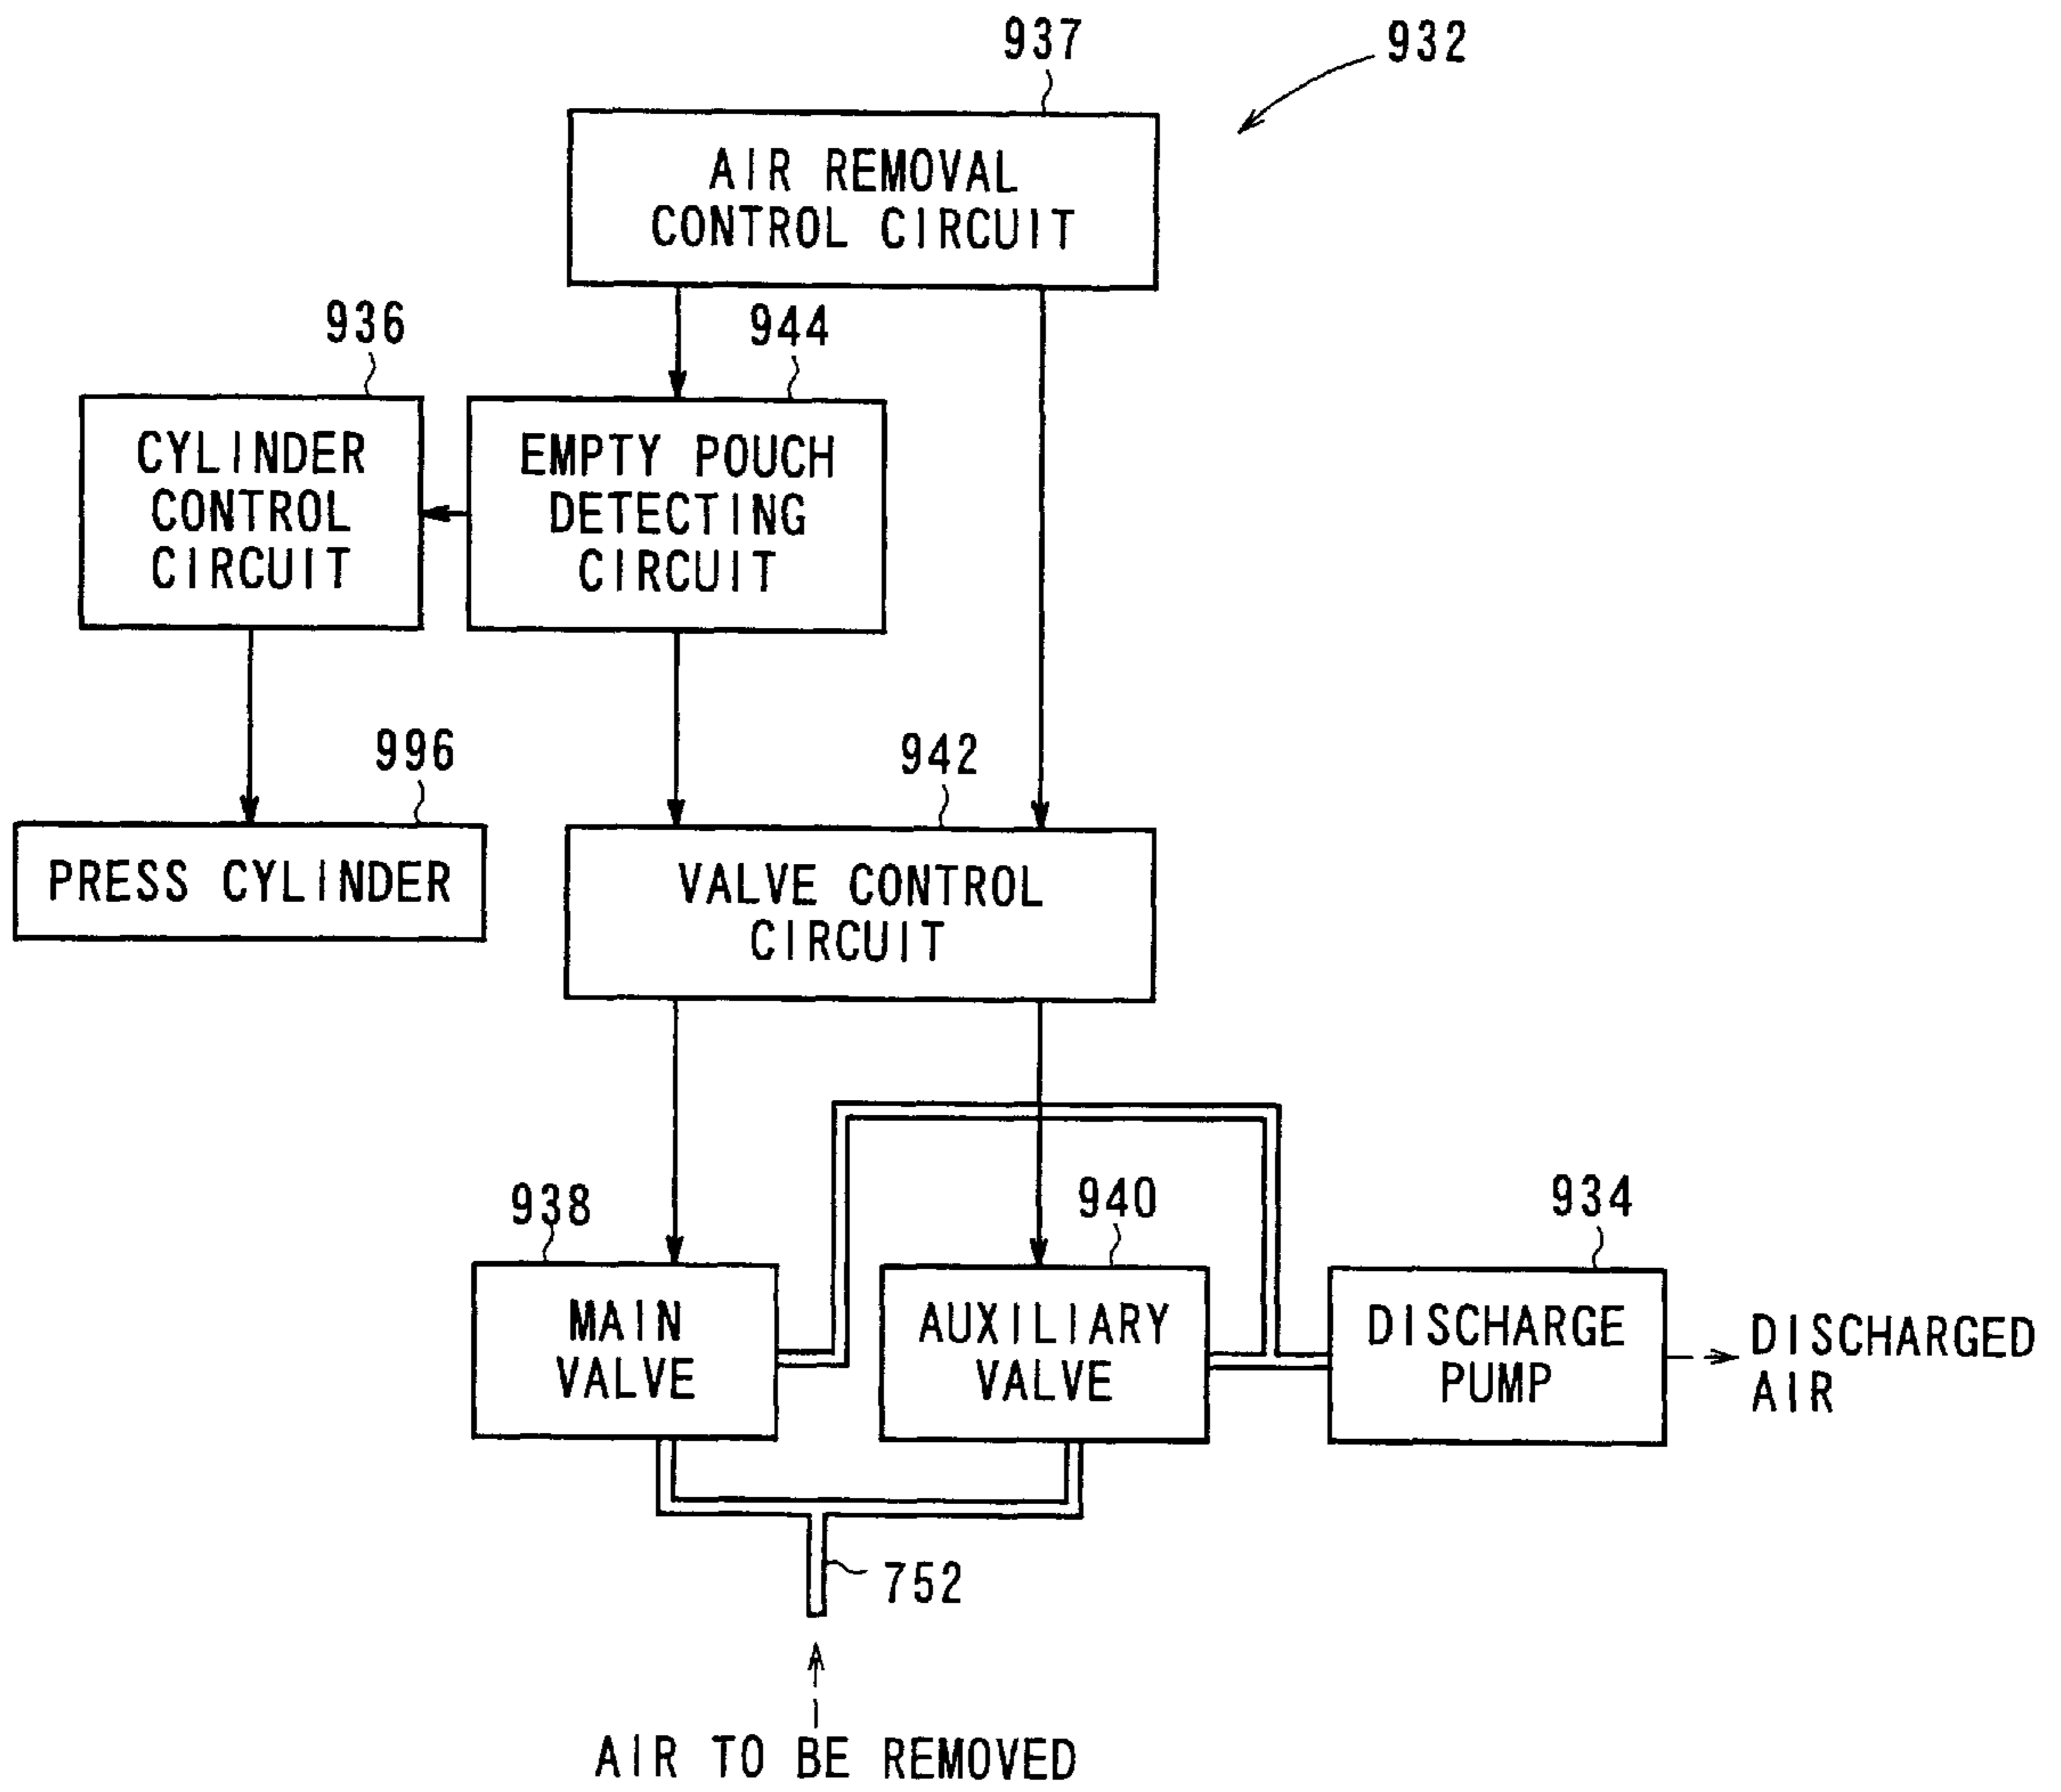 937
932
AIR REMOVAL
CONTROL CIRCUIT
936
944
CYLINDER
CONTROL
CIRCUIT
EMPTY POUCH
DETECTING
CIRCUIT
996
942
PRESS CYLINDER
VALVE CONTROL
CIRCUIT
938
940
934
MAIN
VALVE
AUXILIARY
VALVE
DISCHARGE
PUMP
DISCHARGED
AIR
752
AIR TO BE REMOVED